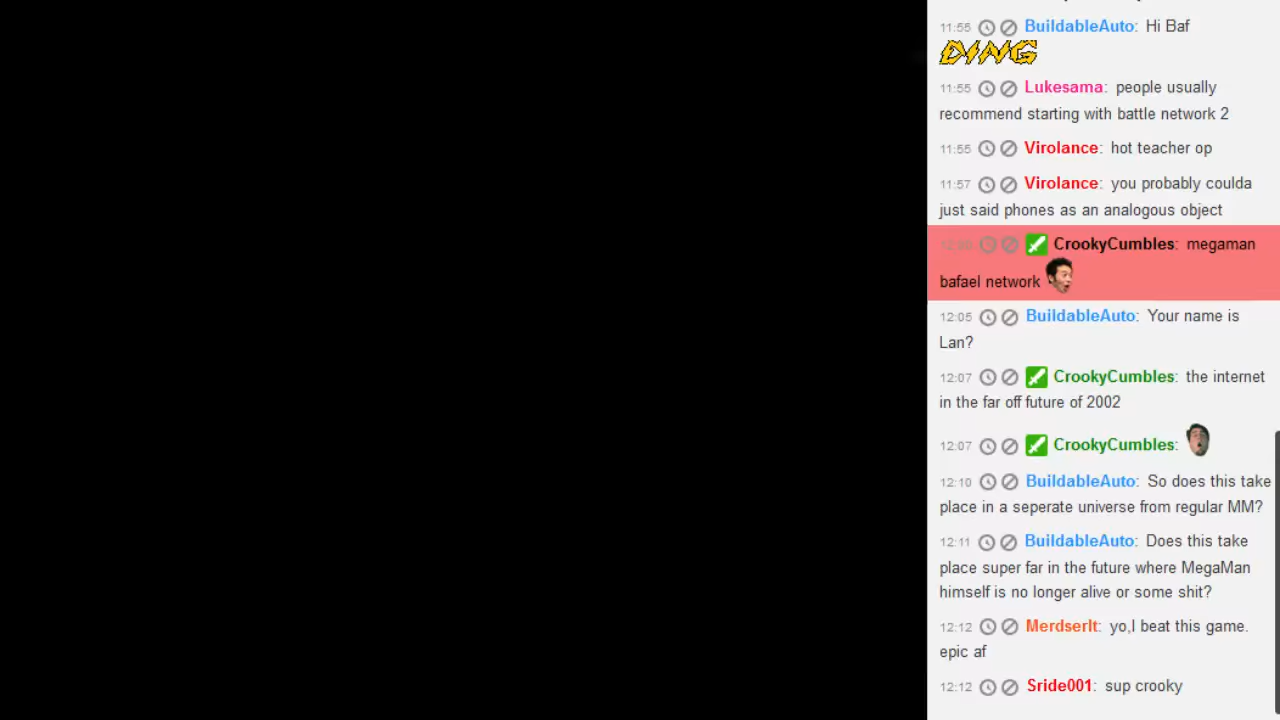 11:55 BuildableAuto: Hi Baf
DING
11:55 Lukesama: people usually
recommend starting with battle network 2
11:55 Virolance: hot teacher op
11:57 Virolance: you probably coulda
just said phones as an analogous object
CrookyCumbles: megaman
bafael network
12:05 BuildableAuto: Your name is
Lan?
12:07 CrookyCumbles: the internet
in the far off future of 2002
12:07 CrookyCumbles:
12:10 BuildableAuto: So does this take
place in a seperate universe from regular MM?
12:11 BuildableAuto: Does this take
place super far in the future where MegaMan
himself is no longer alive or some shit?
12:12 MerdserIt: yo,I beat this game.
epic af
12:12 Sride001: sup crooky